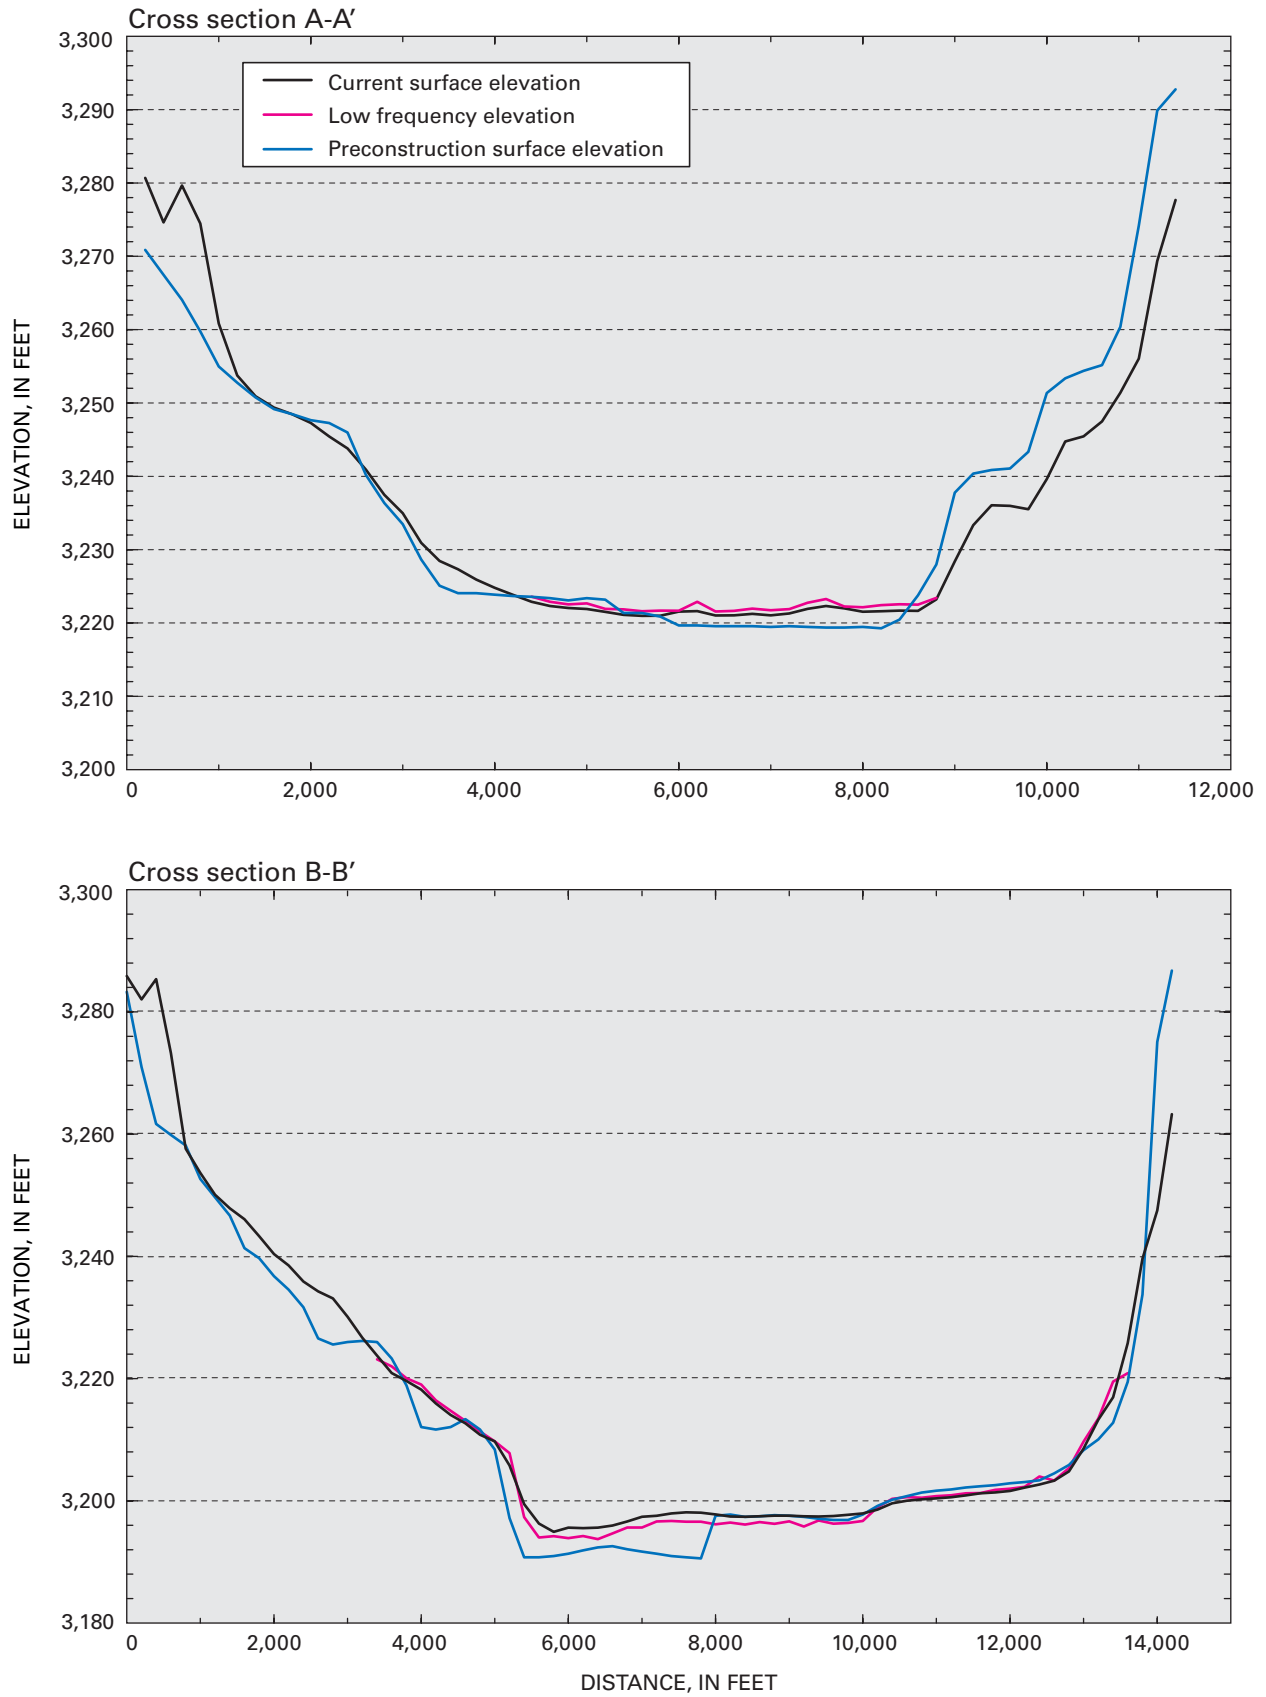 Cross section A-A′
3,300
3,290
3,280
3,270
3,260
3,250
3,240
3,230
3,220
3,210
3,200
ELEVATION, IN FEET
Current surface elevation
Low frequency elevation
Preconstruction surface elevation
0 2,000 4,000 6,000 8,000 10,000 12,000
Cross section B-B′
3,300
3,280
3,260
3,240
3,220
3,200
3,180
ELEVATION, IN FEET
0 2,000 4,000 6,000 8,000 10,000 12,000 14,000
DISTANCE, IN FEET